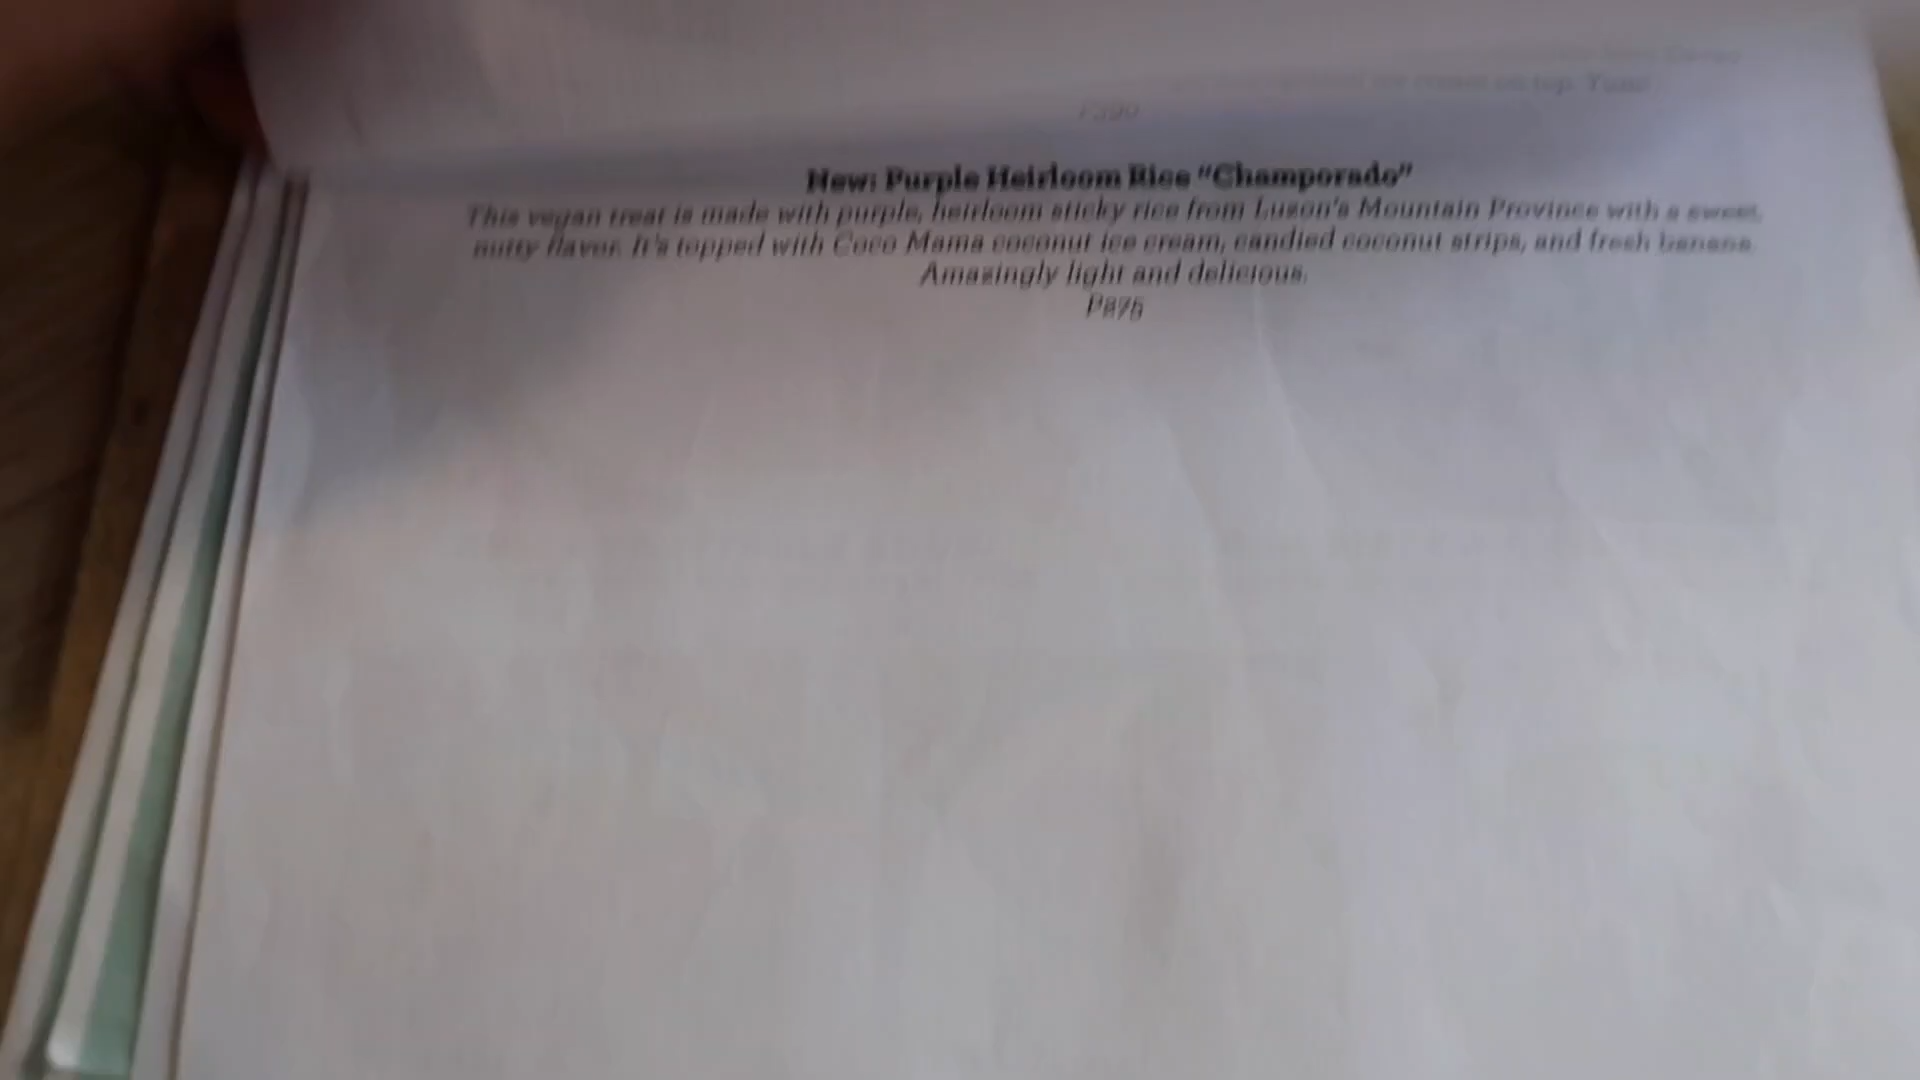 New: Purple Heirloom Rice "Champorado"
This vegan treat is made with purple, heirloom sticky rice from Luzon's Mountain Province with a sweet,
nutty flavor. It's topped with Coco Mama coconut ice cream, candied coconut strips, and fresh banana.
Amazingly light and delicious.